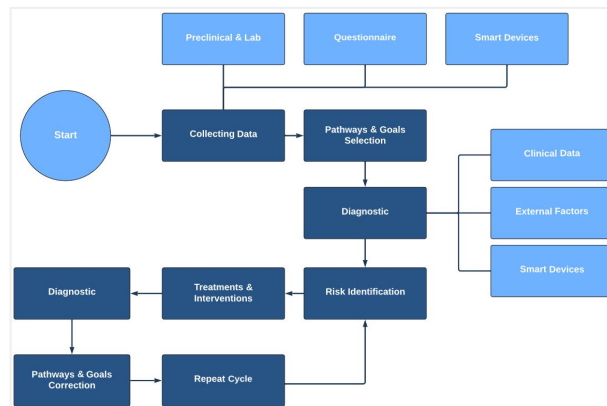 Preclinical & Lab
Questionnaire
Smart Devices
Start
Collecting Data
Pathways & Goals
Selection
Clinical Data
Diagnostic
External Factors
Smart Devices
Diagnostic
Treatments &
Interventions
Risk Identification
Pathways & Goals
Correction
Repeat Cycle